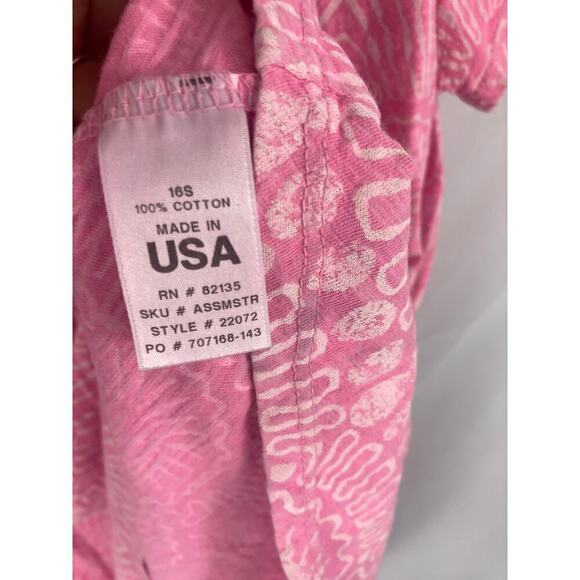 16S
100% COTTON
MADE IN
USA
RN # 82135
SKU # ASSMSTR
STYLE # 22072
PO # 707168-143